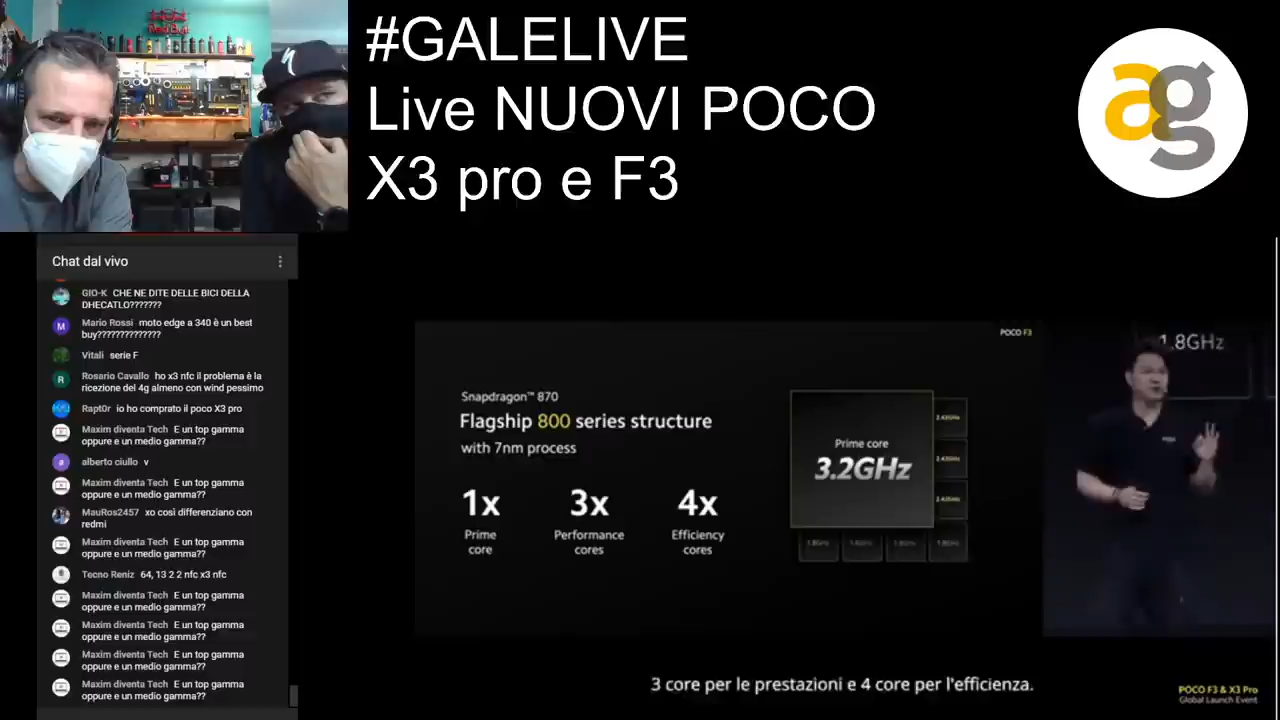 #GALELIVE
Live NUOVI POCO
X3 pro e F3
ag
Chat dal vivo
GIO-K CHE NE DITE DELLE BICI DELLA
DHECATLO???????
Mario Rossi moto edge a 340 è un best
buy??????????????
Vitali serie F
Rosario Cavallo ho x3 nfc il problema è la
ricezione del 4g almeno con wind pessimo
Rapt0r io ho comprato il poco X3 pro
Maxim diventa Tech E un top gamma
oppure e un medio gamma??
alberto ciullo v
Maxim diventa Tech E un top gamma
oppure e un medio gamma??
MauRos2457 xo così differenziano con
redmi
Maxim diventa Tech E un top gamma
oppure e un medio gamma??
Tecno Reniz 64, 13 2 2 nfc x3 nfc
Maxim diventa Tech E un top gamma
oppure e un medio gamma??
Maxim diventa Tech E un top gamma
oppure e un medio gamma??
Maxim diventa Tech E un top gamma
oppure e un medio gamma??
Maxim diventa Tech E un top gamma
oppure e un medio gamma??
POCO F3
Snapdragon™ 870
Flagship 800 series structure
with 7nm process
1x
Prime
core
3x
Performance
cores
4x
Efficiency
cores
Prime core
3.2GHz
1.8GHz
3 core per le prestazioni e 4 core per l'efficienza.
POCO F3 & X3 Pro
Global Launch Event